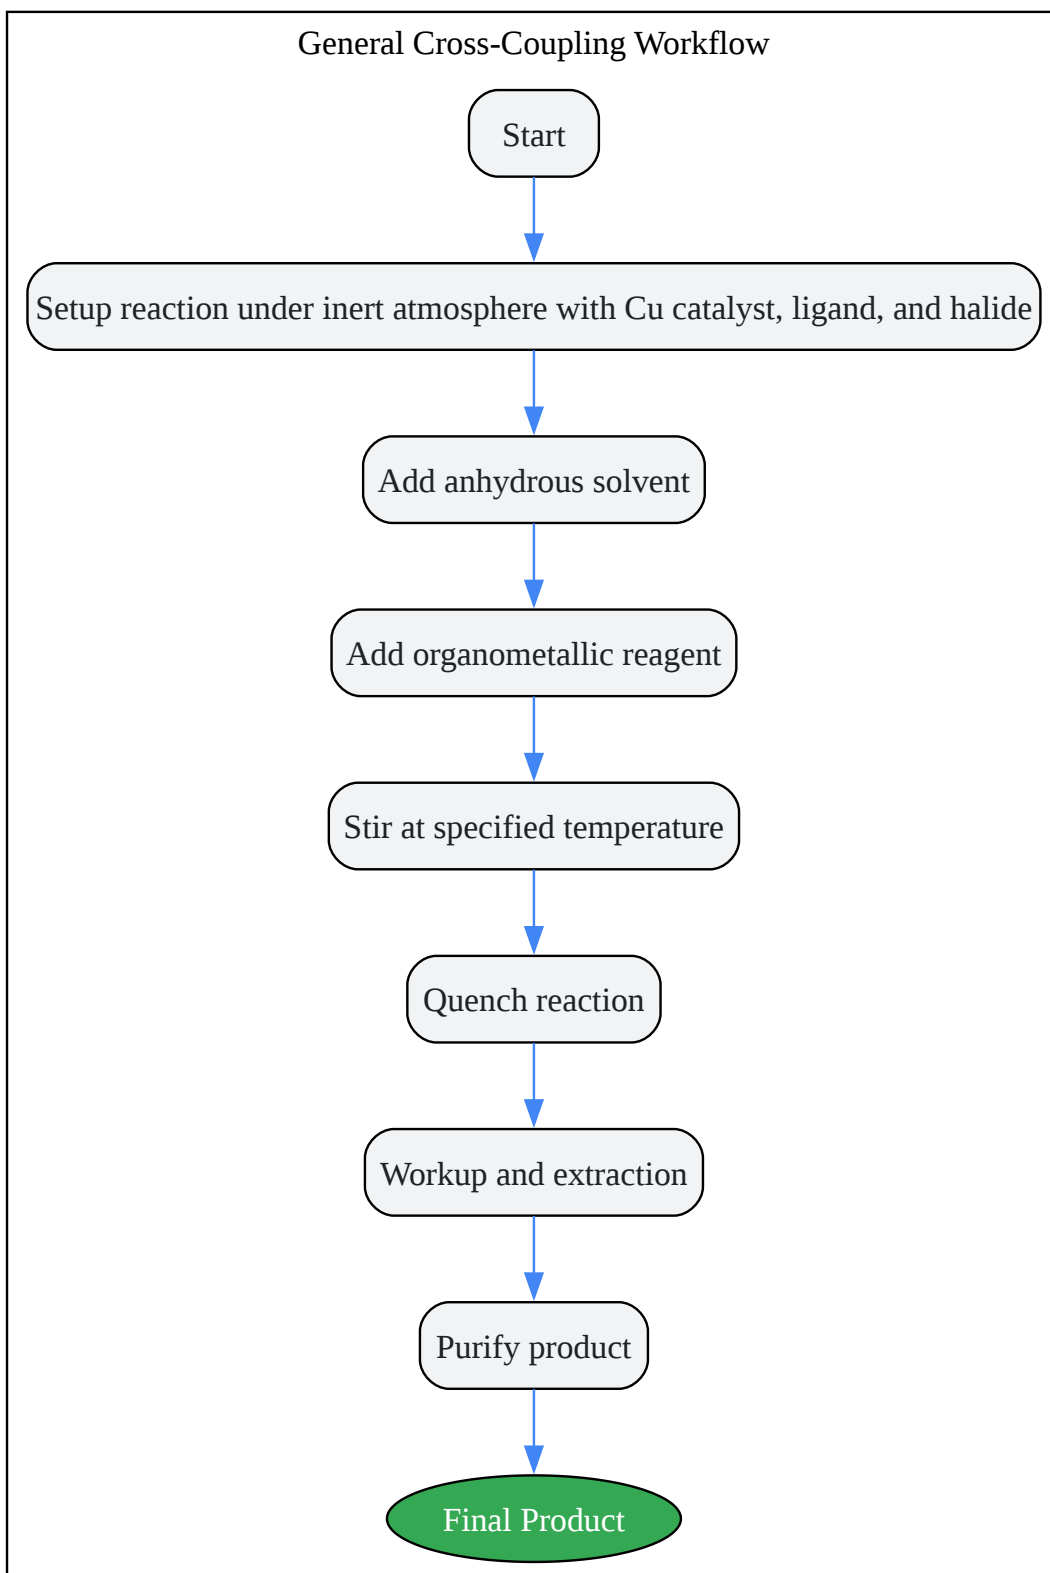 General Cross-Coupling Workflow
Start
Setup reaction under inert atmosphere with Cu catalyst, ligand, and halide
Add anhydrous solvent
Add organometallic reagent
Stir at specified temperature
Quench reaction
Workup and extraction
Purify product
Final Product